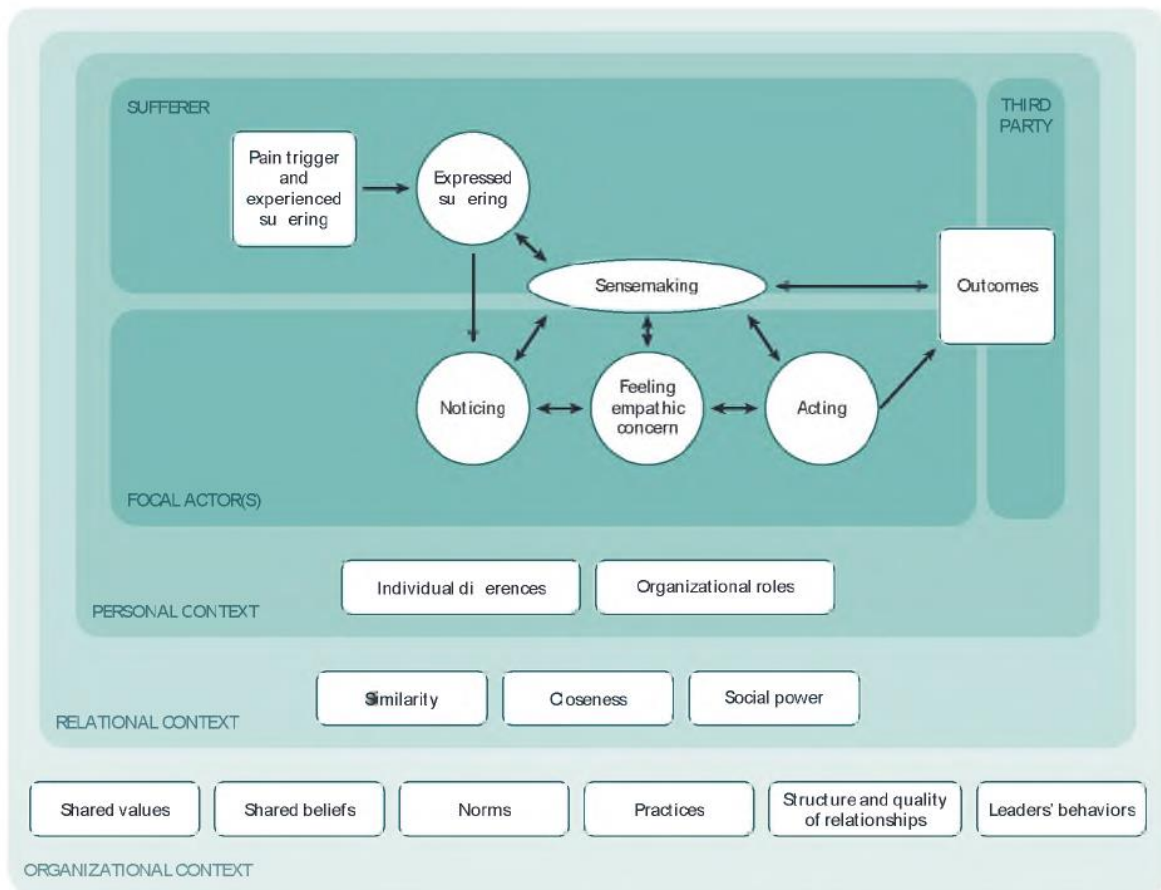 SUFFERER
THIRD
PARTY
Pain trigger
and
experienced
su ering
Expressed
su ering
Sensemaking
Outcomes
Noticing
Feeling
empathic
concern
Acting
FOCAL ACTOR(S)
Individual di erences
Organizational roles
PERSONAL CONTEXT
Similarity
Closeness
Social power
RELATIONAL CONTEXT
Shared values
Shared beliefs
Norms
Practices
Structure and quality
of relationships
Leaders' behaviors
ORGANIZATIONAL CONTEXT